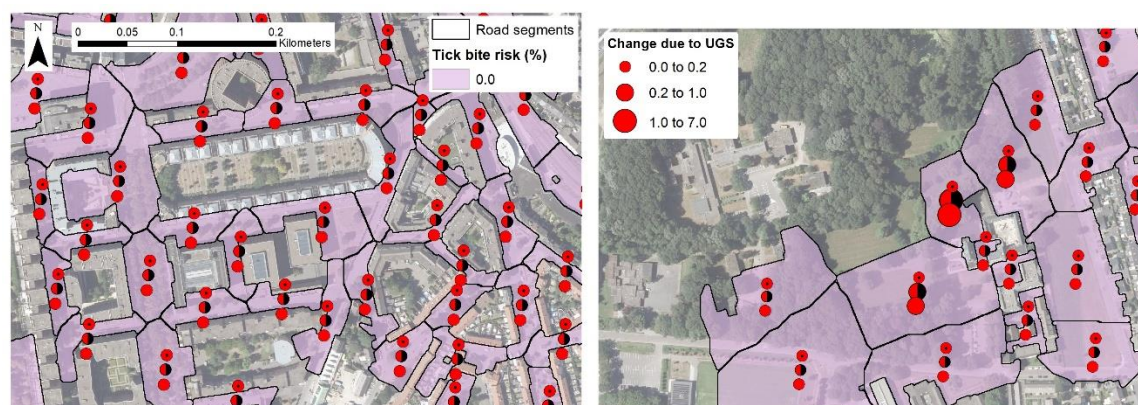 N
0 0.05 0.1 0.2
Kilometers
Road segments
Tick bite risk (%)
0.0
Change due to UGS
0.0 to 0.2
0.2 to 1.0
1.0 to 7.0